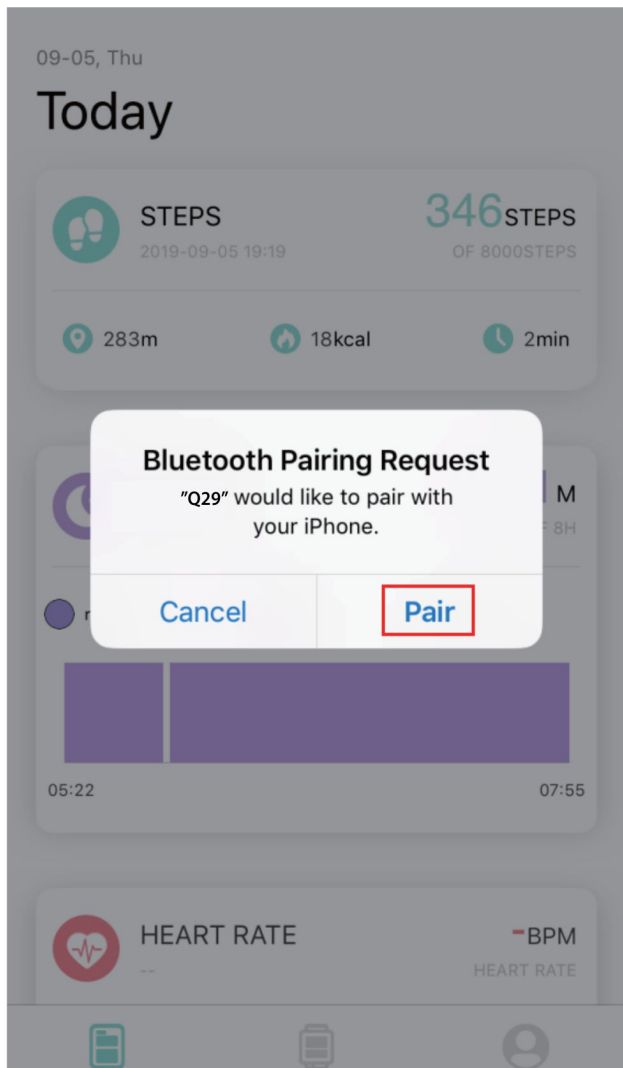 09-05, Thu
Today
STEPS
346STEPS
2019-09-05 19:19
OF 8000STEPS
283m
18kcal
2min
M
8H
Bluetooth Pairing Request
"Q29" would like to pair with
your iPhone.
Cancel
Pair
05:22
07:55
HEART RATE
-BPM
--
HEART RATE